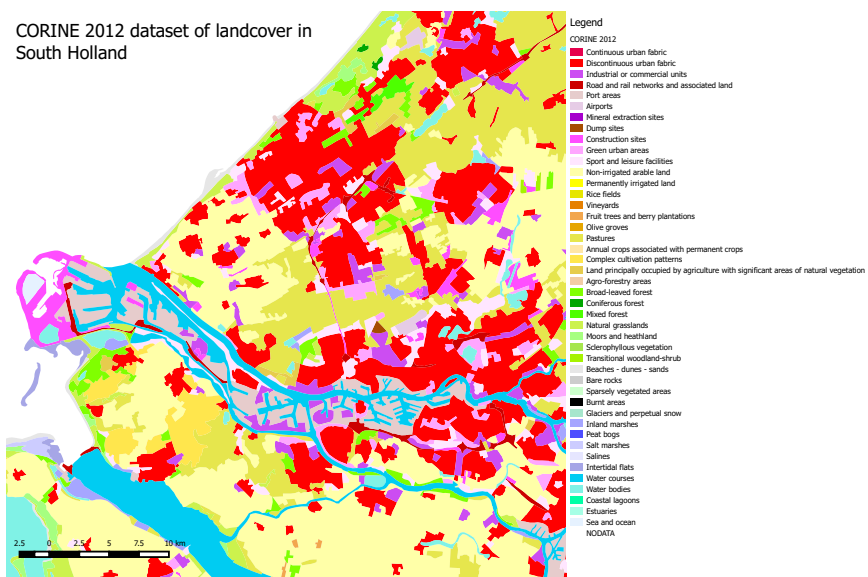 CORINE 2012 dataset of landcover in
South Holland
Legend
CORINE 2012
Continuous urban fabric
Discontinuous urban fabric
Industrial or commercial units
Road and rail networks and associated land
Port areas
Airports
Mineral extraction sites
Dump sites
Construction sites
Green urban areas
Sport and leisure facilities
Non-irrigated arable land
Permanently irrigated land
Rice fields
Vineyards
Fruit trees and berry plantations
Olive groves
Pastures
Annual crops associated with permanent crops
Complex cultivation patterns
Land principally occupied by agriculture with significant areas of natural vegetation
Agro-forestry areas
Broad-leaved forest
Coniferous forest
Mixed forest
Natural grasslands
Moors and heathland
Sclerophyllous vegetation
Transitional woodland-shrub
Beaches - dunes - sands
Bare rocks
Sparsely vegetated areas
Burnt areas
Glaciers and perpetual snow
Inland marshes
Peat bogs
Salt marshes
Salines
Intertidal flats
Water courses
Water bodies
Coastal lagoons
Estuaries
Sea and ocean
NODATA
2.5 0 2.5 5 7.5 10 km